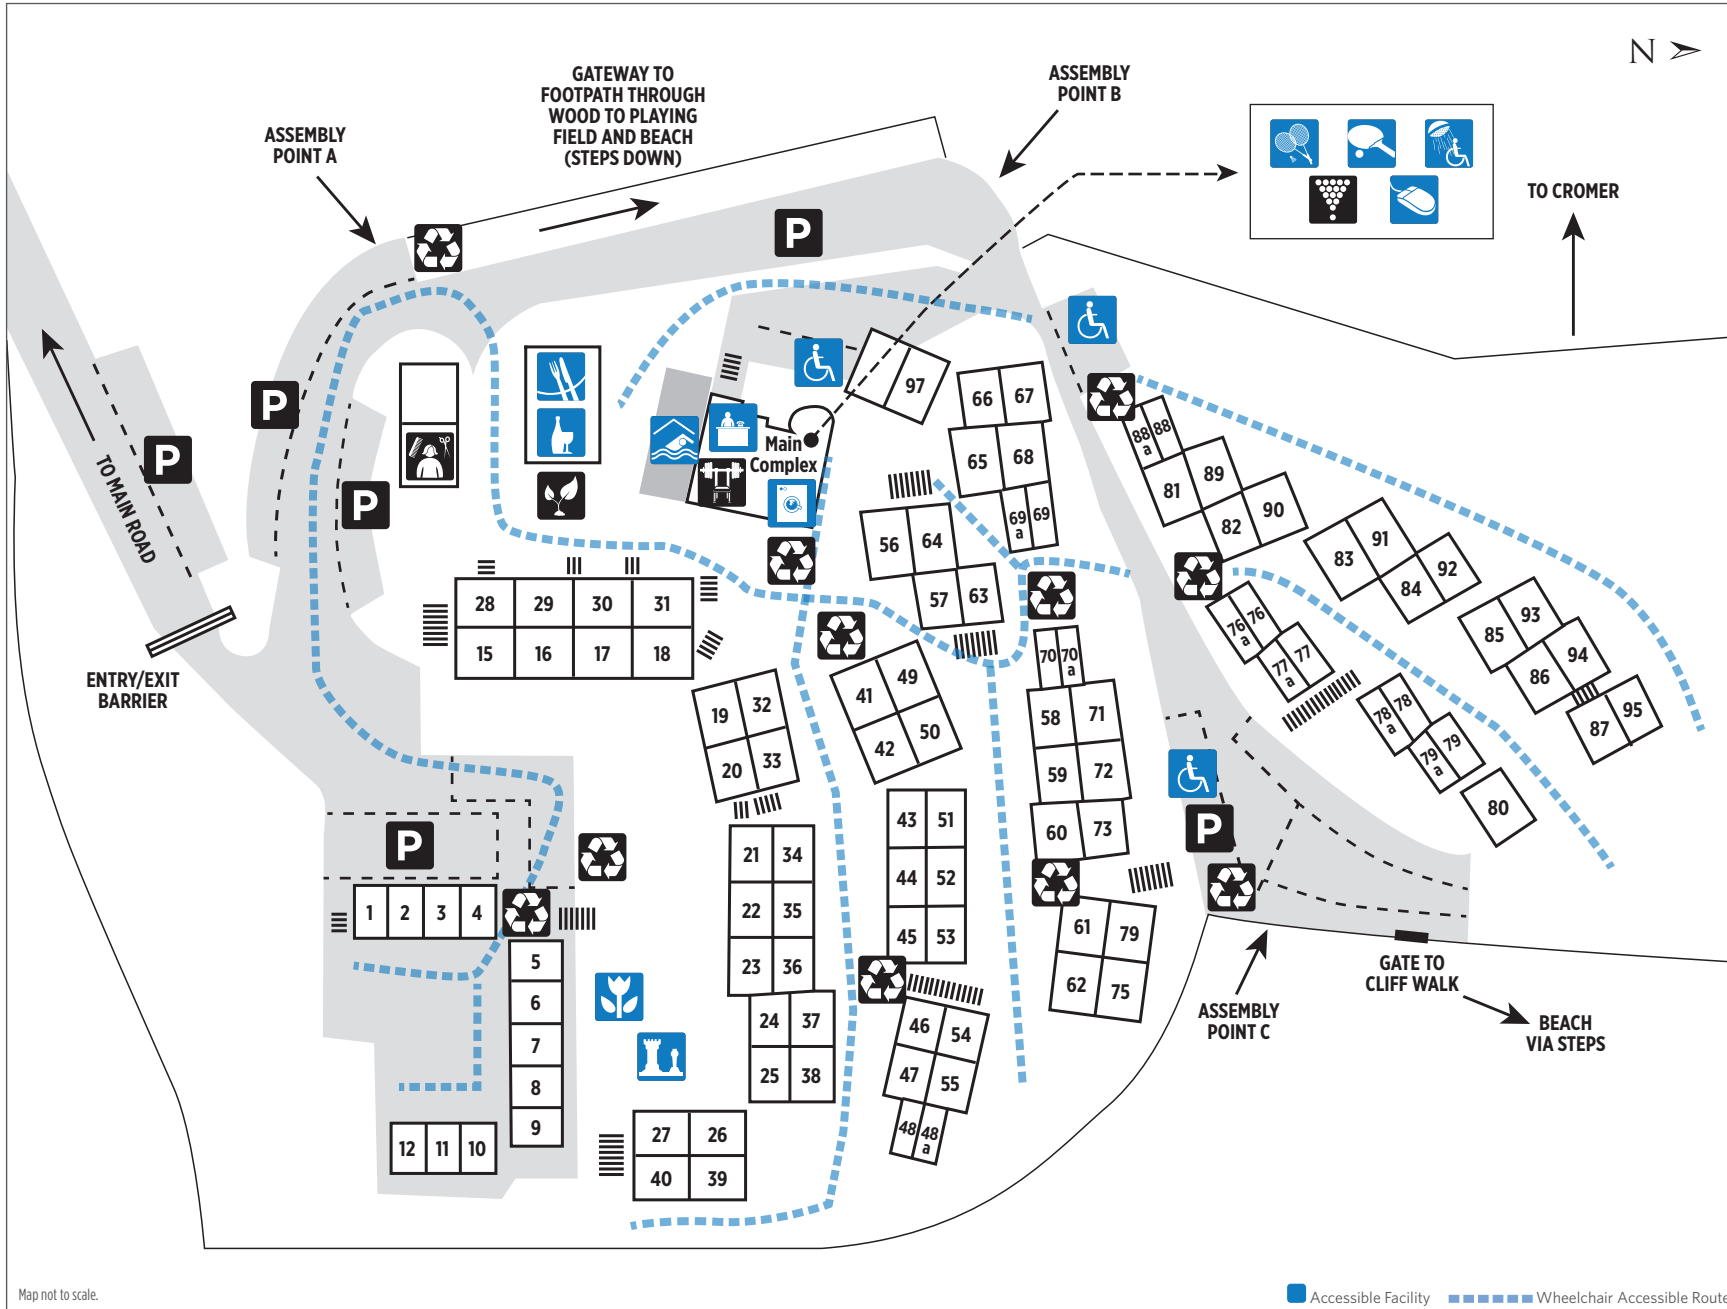 N
GATEWAY TO
FOOTPATH THROUGH
WOOD TO PLAYING
FIELD AND BEACH
(STEPS DOWN)
ASSEMBLY
POINT B
ASSEMBLY
POINT A
TO CROMER
P
P
P
P
TO MAIN ROAD
ENTRY/EXIT
BARRIER
Main
Complex
97
66 67
65 68
69
a
69
88
a
88
81 89
82 90
83 91
84 92
85 93
86 94
87 95
56 64
57 63
76
a
76
77
a
77
78
a
78
79
a
79
80
28 29 30 31
15 16 17 18
19 32
20 33
41 49
42 50
70 70
a
58 71
59 72
60 73
61 79
62 75
P
P
1 2 3 4
5
6
7
8
9
12 11 10
21 34
22 35
23 36
24 37
25 38
27 26
40 39
43 51
44 52
45 53
46 54
47 55
48 48
a
ASSEMBLY
POINT C
GATE TO
CLIFF WALK
BEACH
VIA STEPS
Map not to scale.
Accessible Facility
Wheelchair Accessible Route